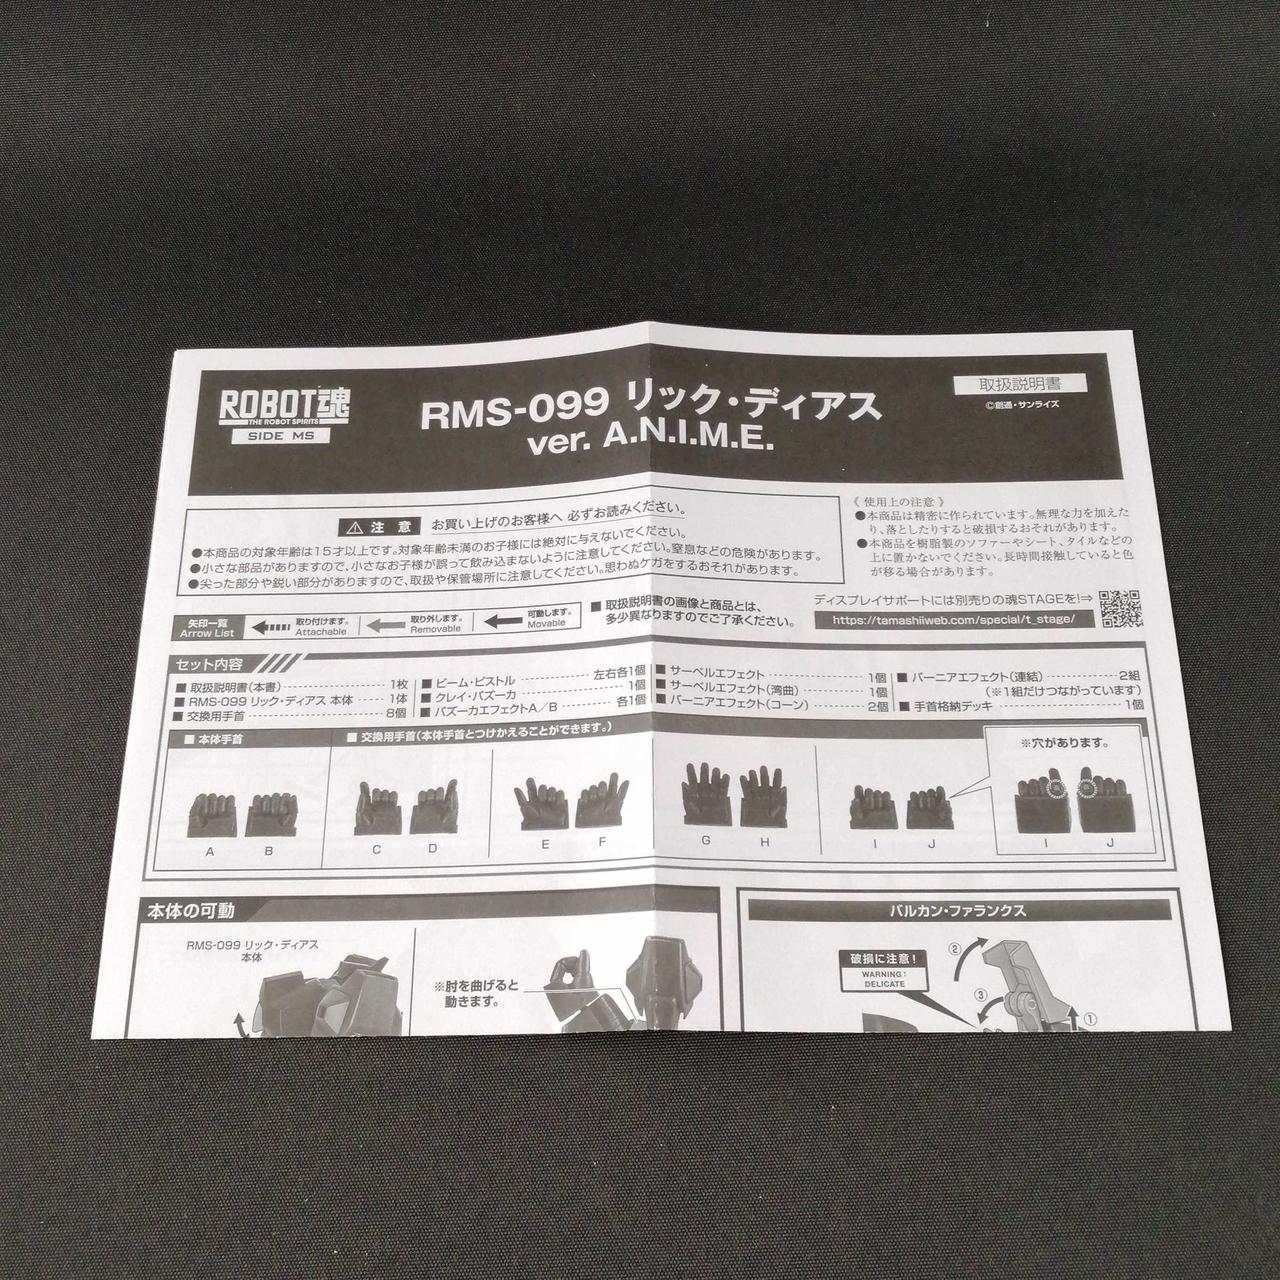 ROBOT魂
THE ROBOT SPIRITS
SIDE MS
RMS-099 リック・ディアス
ver. A.N.I.M.E.
取扱説明書
©創通・サンライズ
⚠ 注 意 お買い上げのお客様へ 必ずお読みください。
●本商品の対象年齢は15才以上です。対象年齢未満のお子様には絶対に与えないでください。
●小さな部品がありますので、小さなお子様が誤って飲み込まないように注意してください。窒息などの危険があります。
●尖った部分や鋭い部分がありますので、取扱や保管場所に注意してください。思わぬケガをするおそれがあります。
《 使用上の注意 》
●本商品は精密に作られています。無理な力を加えた
り、落としたりすると破損するおそれがあります。
●本商品を樹脂製のソファーやシート、タイルなどの
上に置かないでください。長時間接触していると色
が移る場合があります。
矢印一覧
Arrow List
取り付けます。
Attachable
取り外します。
Removable
可動します。
Movable
■ 取扱説明書の画像と商品とは、
多少異なりますのでご了承ください。
ディスプレイサポートには別売りの魂STAGEを!⇒
https://tamashiiweb.com/special/t_stage/
セット内容
■ 取扱説明書(本書) 1枚
■ RMS-099 リック・ディアス 本体 1体
■ 交換用手首 8個
■ ビーム・ピストル 左右各1個
■ クレイ・バズーカ 1個
■ バズーカエフェクトA/B 各1個
■ サーベルエフェクト 1個
■ サーベルエフェクト(湾曲) 1個
■ バーニアエフェクト(コーン) 2個
■ バーニアエフェクト(連結) 2組
(※1組だけつながっています)
■ 手首格納デッキ 1個
■ 本体手首
■ 交換用手首(本体手首とつけかえることができます。)
※穴があります。
A B C D E F G H I J I J
本体の可動
RMS-099 リック・ディアス
本体
※肘を曲げると
動きます。
バルカン・ファランクス
破損に注意!
WARNING:
DELICATE
②
③
①